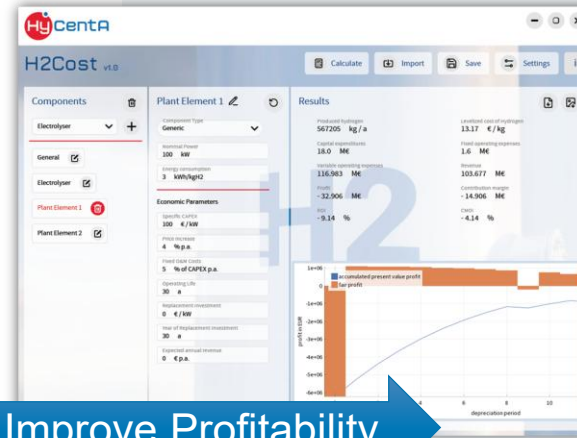 HyCentA
H2Cost v1.0
Calculate
Import
Save
Settings
Components
Electrolyser
General
Electrolyser
Plant Element 1
Plant Element 2
Plant Element 1
Component Type
Generic
Nominal Power
100 kW
Energy consumption
3 kWh/kgH2
Economic Parameters
Specific CAPEX
100 €/kW
Price Increase
4 % p.a.
Fixed O&M Costs
5 % of CAPEX p.a.
Operating Life
30 a
Replacement Investment
0 €/kW
Year of Replacement Investment
30 a
Expected annual revenue
0 € p.a.
Results
Produced hydrogen
567205 kg/a
Levelized cost of hydrogen
13.17 €/kg
Capital expenditures
18.0 M€
Fixed operating expenses
1.6 M€
Variable operating expenses
116.983 M€
Revenue
103.677 M€
Profit
- 32.906 M€
Contribution margin
- 14.906 M€
- 9.14 %
- 4.14 %
H2
accumulated present value profit
fair profit
profit in EUR
1e+06
0
-1e+06
-2e+06
-3e+06
-4e+06
-5e+06
-6e+06
4
6
8
10
depreciation period
Improve Profitability